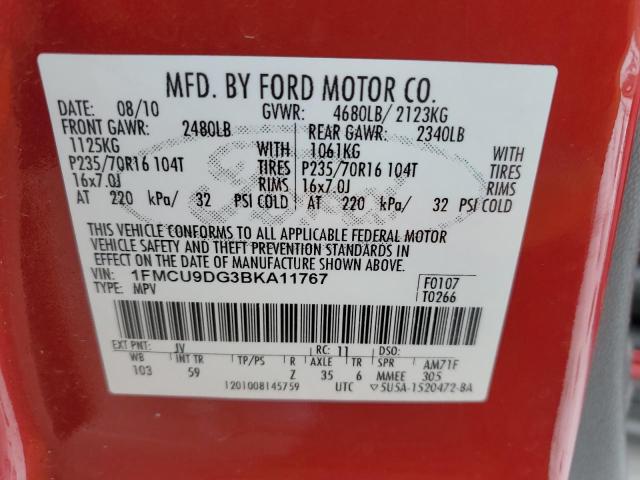 MFD. BY FORD MOTOR CO.
DATE: 08/10 GVWR: 4680LB/ 2123KG
FRONT GAWR: 2480LB REAR GAWR: 2340LB
1125KG WITH 1061KG WITH
P235/70R16 104T TIRES P235/70R16 104T TIRES
16x7.0J RIMS 16x7.0J RIMS
AT 220 kPa/ 32 PSI COLD AT 220 kPa/ 32 PSI COLD
THIS VEHICLE CONFORMS TO ALL APPLICABLE FEDERAL MOTOR
VEHICLE SAFETY AND THEFT PREVENTION STANDARDS IN
EFFECT ON THE DATE OF MANUFACTURE SHOWN ABOVE.
VIN: 1FMCU9DG3BKA11767 F0107
TYPE: MPV T0266
EXT PNT: JV RC: 11 DSO:
WB INT TR TP/PS R AXLE TR SPR AM71F
103 59 Z 35 6 MMEE 305
1201008145759 UTC 5U5A-1520472-BA
Ford